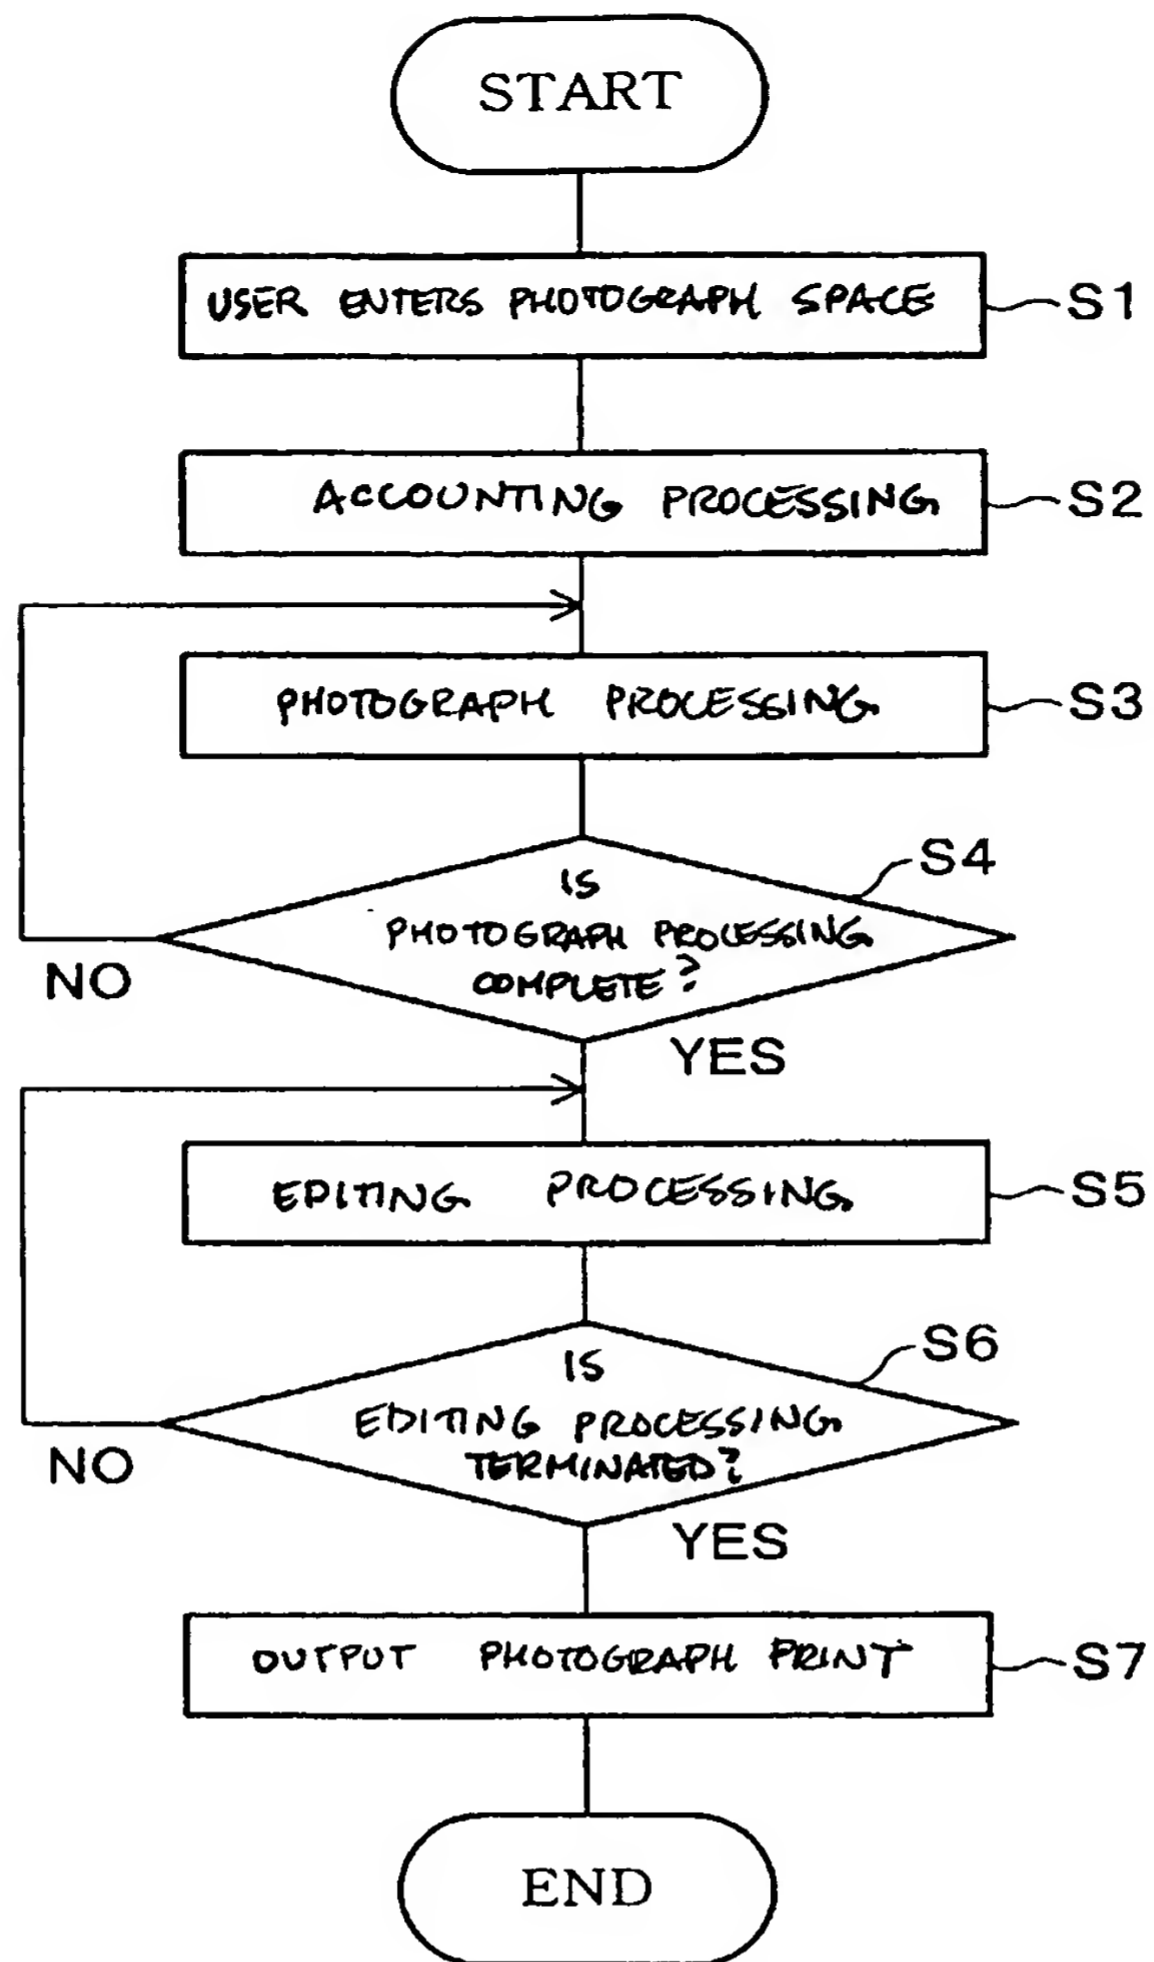 START
USER ENTERS PHOTOGRAPH SPACE
S1
ACCOUNTING PROCESSING
S2
PHOTOGRAPH PROCESSING
S3
S4
IS
PHOTOGRAPH PROCESSING
COMPLETE?
NO
YES
EDITING PROCESSING
S5
S6
IS
EDITING PROCESSING
TERMINATED?
NO
YES
OUTPUT PHOTOGRAPH PRINT
S7
END